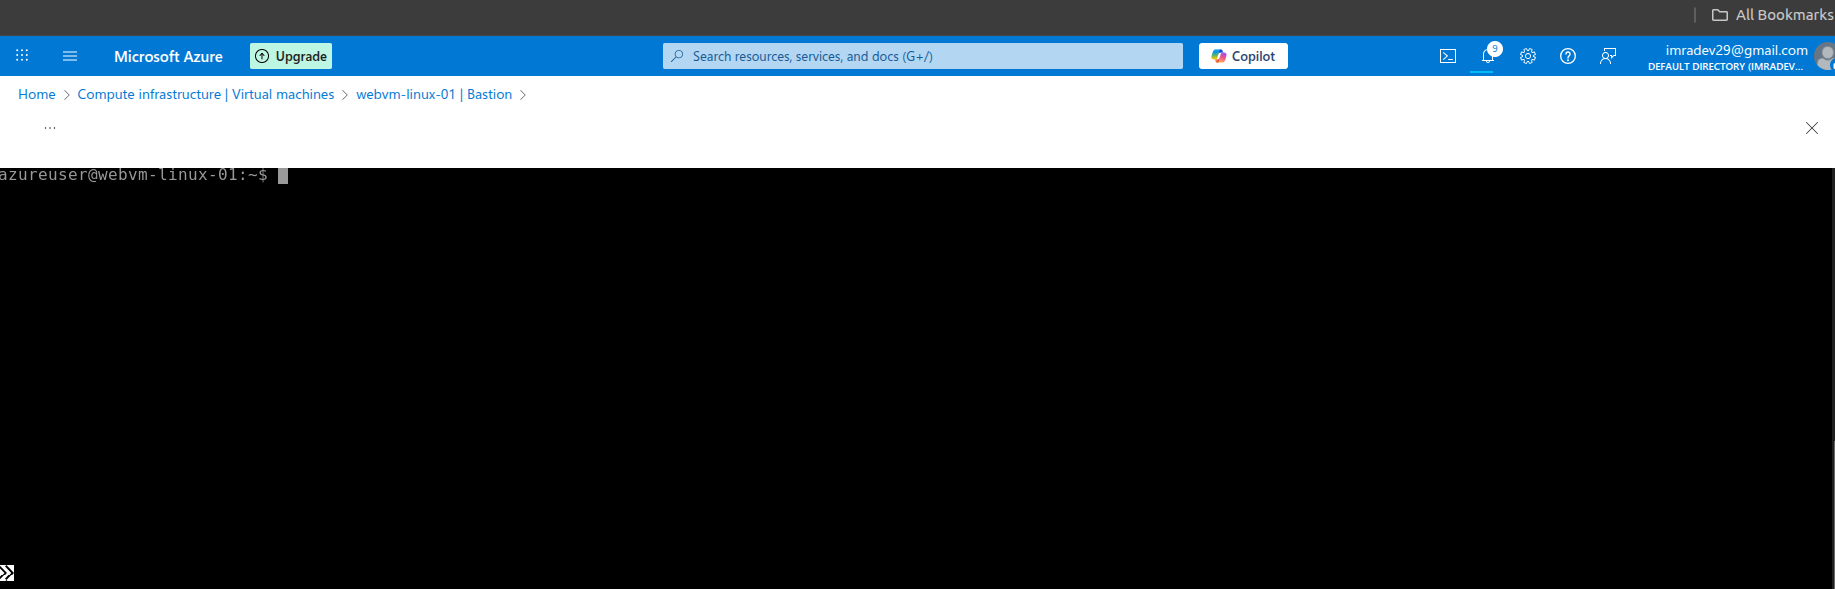 All Bookmarks
Microsoft Azure Upgrade Search resources, services, and docs (G+/) Copilot 9 imradev29@gmail.com
DEFAULT DIRECTORY (IMRADEV...
Home > Compute infrastructure | Virtual machines > webvm-linux-01 | Bastion >
...
azureuser@webvm-linux-01:~$